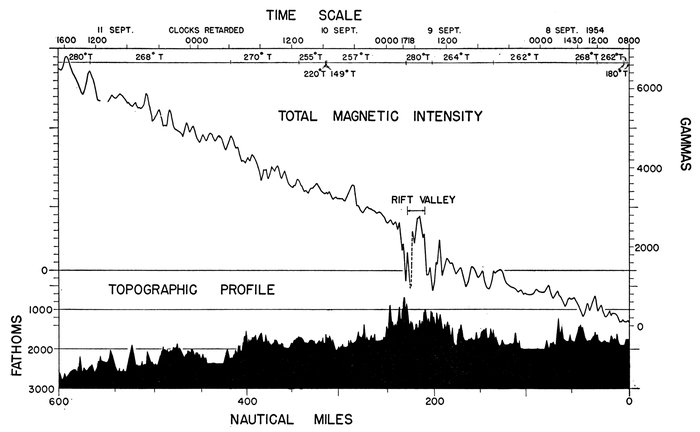 TIME SCALE
11 SEPT. CLOCKS RETARDED 10 SEPT. 9 SEPT. 8 SEPT. 1954
1600 1200 0000 1200 0000 1718 1200 0000 1430 1200 0800
280°T 268°T 270°T 255°T 257°T 280°T 264°T 262°T 268°T 262°T
220°T 149°T 180°T
TOTAL MAGNETIC INTENSITY
RIFT VALLEY
6000
4000
2000
0
GAMMAS
TOPOGRAPHIC PROFILE
0
1000
2000
3000
FATHOMS
600 400 200 0
NAUTICAL MILES